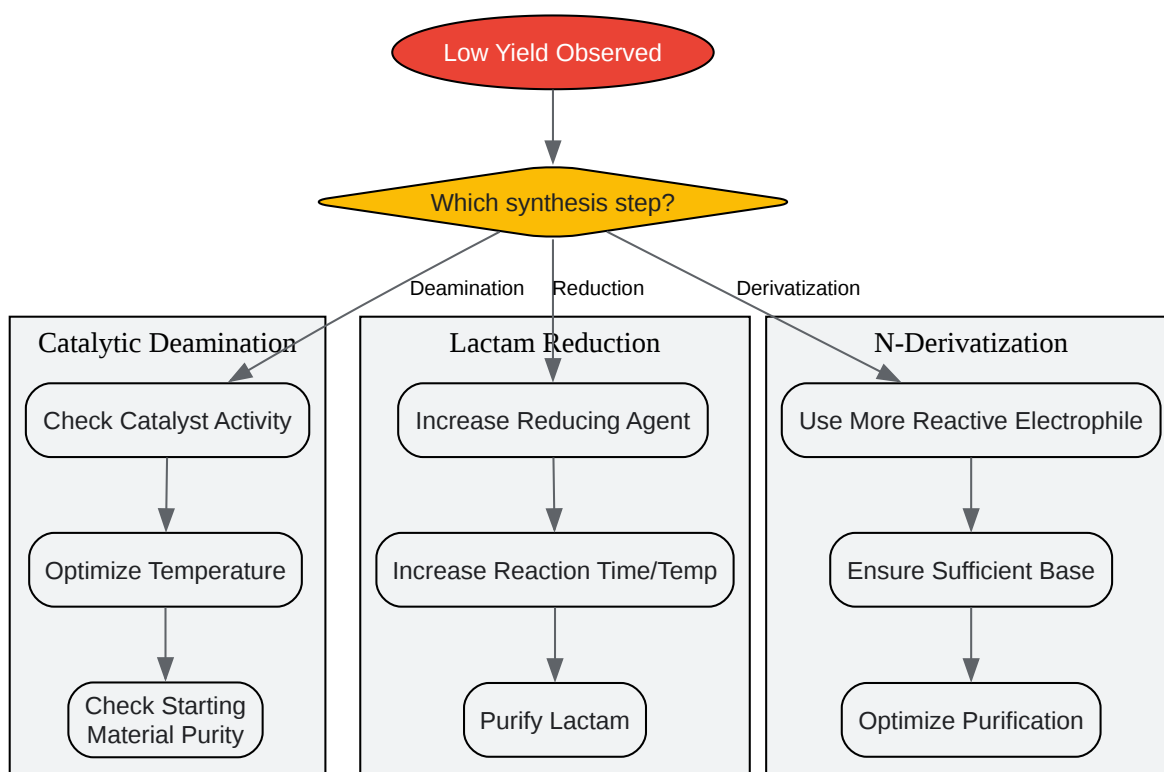 Low Yield Observed
Which synthesis step?
Deamination
Reduction
Derivatization
Catalytic Deamination
Lactam Reduction
N-Derivatization
Check Catalyst Activity
Increase Reducing Agent
Use More Reactive Electrophile
Optimize Temperature
Increase Reaction Time/Temp
Ensure Sufficient Base
Check Starting
Material Purity
Purify Lactam
Optimize Purification